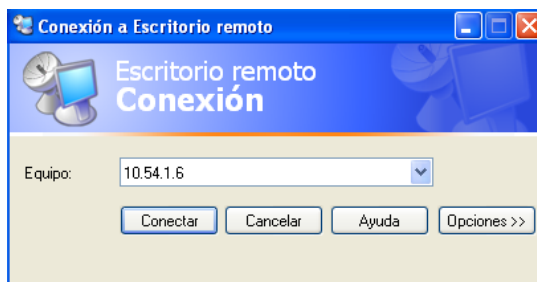 Conexión a Escritorio remoto
Escritorio remoto
Conexión
Equipo: 10.54.1.6
Conectar Cancelar Ayuda Opciones >>